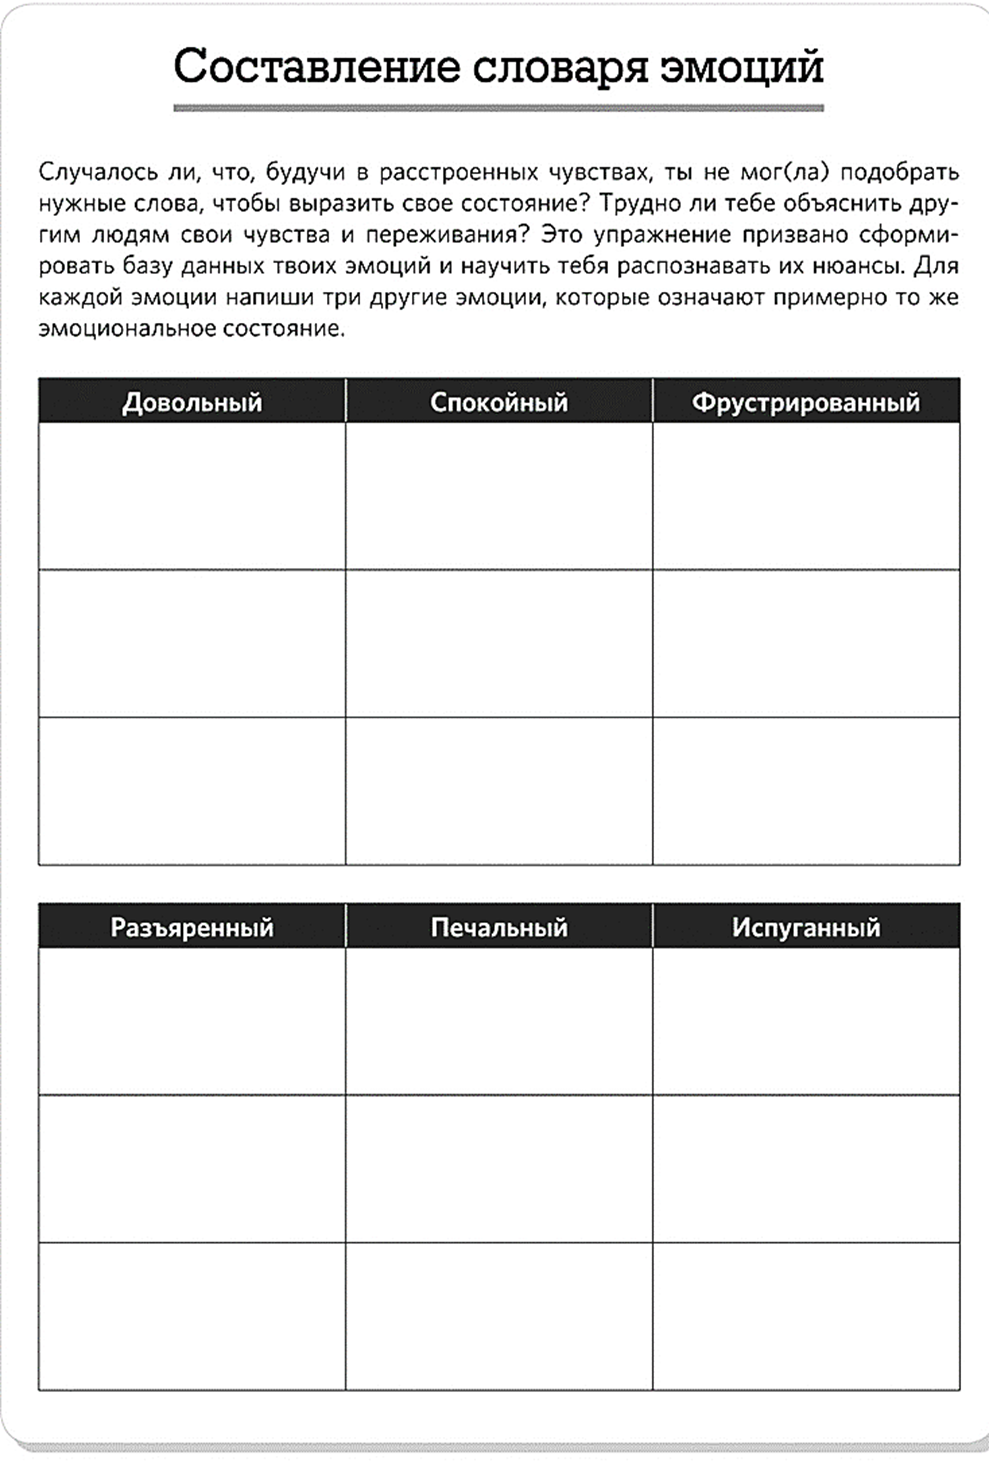 Составление словаря эмоций
Случалось ли, что, будучи в расстроенных чувствах, ты не мог(ла) подобрать
нужные слова, чтобы выразить свое состояние? Трудно ли тебе объяснить дру-
гим людям свои чувства и переживания? Это упражнение призвано сформи-
ровать базу данных твоих эмоций и научить тебя распознавать их нюансы. Для
каждой эмоции напиши три другие эмоции, которые означают примерно то же
эмоциональное состояние.
Довольный Спокойный Фрустрированный
Разъяренный Печальный Испуганный